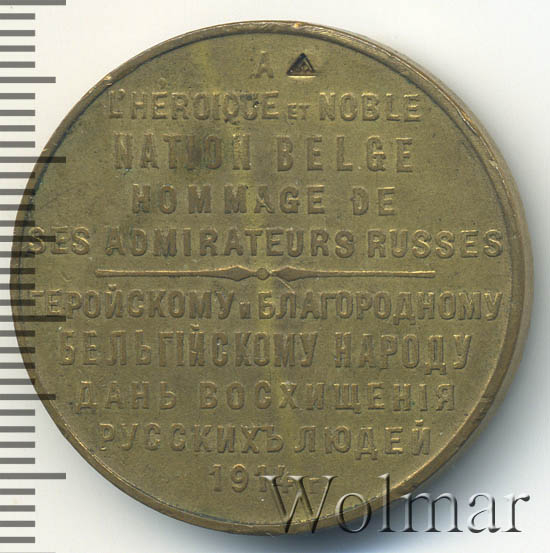 A
L'HÉROIQUE ET NOBLE
NATION BELGE
HOMMAGE DE
SES ADMIRATEURS RUSSES
ГЕРОЙСКОМУ И БЛАГОРОДНОМУ
БЕЛЬГІЙСКОМУ НАРОДУ
ДАНЬ ВОСХИЩЕНІЯ
РУССКИХЪ ЛЮДЕЙ
1914
Wolmar